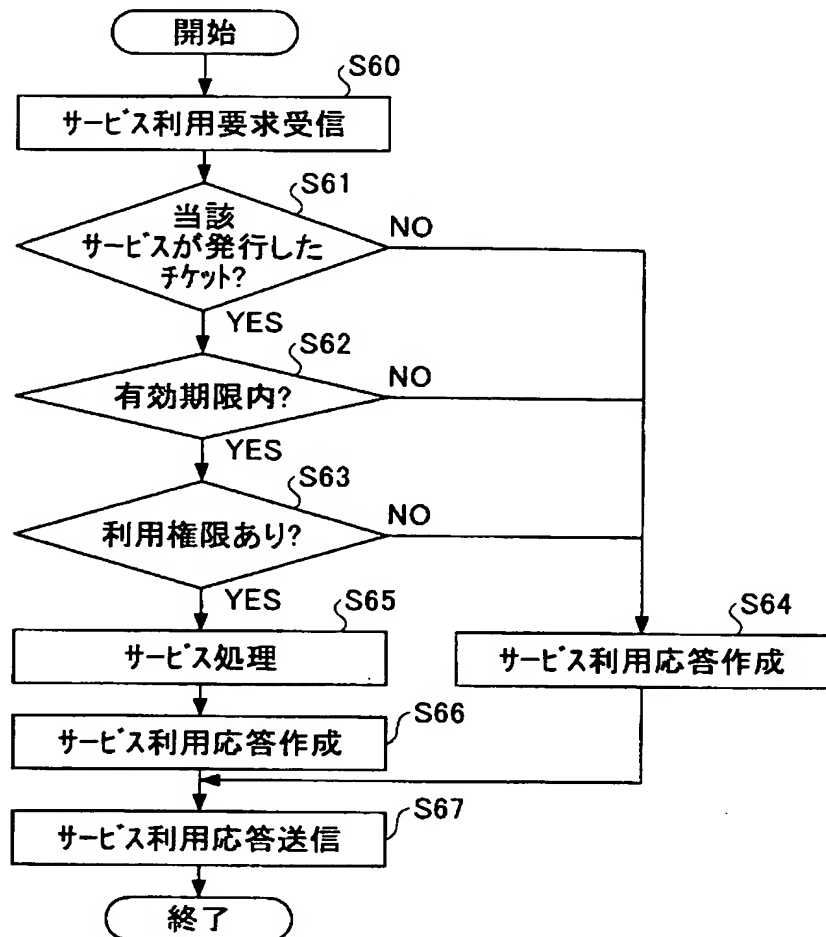 開始
S60
サービス利用要求受信
S61
当該
サービスが発行した
チケット?
NO
YES
S62
有効期限内?
NO
YES
S63
利用権限あり?
NO
YES
S65
サービス処理
S64
サービス利用応答作成
S66
サービス利用応答作成
S67
サービス利用応答送信
終了